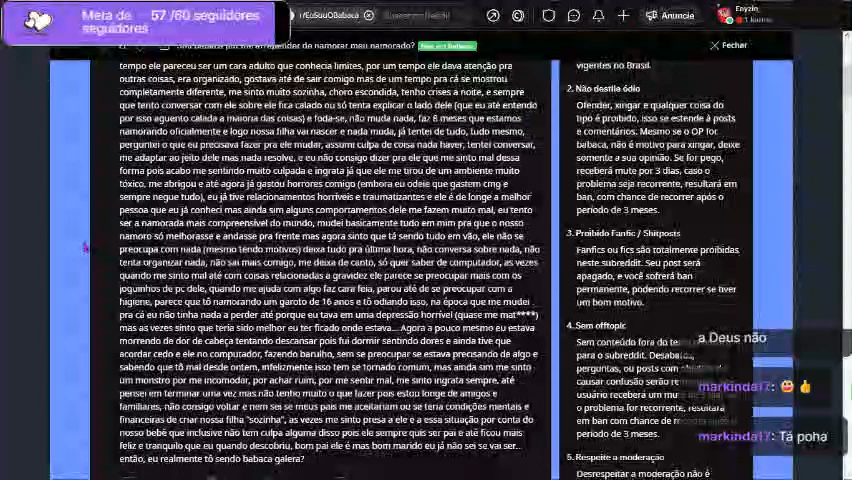 Meta de seguidores
57 /60 seguidores
r/EoSuuOBabaca
Anuncie
Enyzin
namorar meu namorado?
Fechar
tempo ele pareceu ser um cara adulto que conhecia limites, por um tempo ele dava atenção pra
outras coisas, era organizado, gostava até de sair comigo mas de um tempo pra cá se mostrou
completamente diferente, me sinto muito sozinha, choro escondida, tenho crises a noite, e sempre
que tento conversar com ele sobre ele fica calado ou só tenta explicar o lado dele (que eu até entendo
por isso aguento calada a maioria das coisas) e foda-se, não muda nada, faz 8 meses que estamos
namorando oficialmente e logo nossa filha vai nascer e nada muda, já tentei de tudo, tudo mesmo,
perguntei o que eu precisava fazer pra ele mudar, assumi culpa de coisa nada haver, tentei conversar,
me adaptar ao jeito dele mas nada resolve, e eu não consigo dizer pra ele que me sinto mal dessa
forma pois acabo me sentindo muito culpada e ingrata já que ele me tirou de um ambiente muito
tóxico, me abrigou e até agora já gastou horrores comigo (embora eu odeie que gastem cmg e
sempre negue tudo), eu já tive relacionamentos horríveis e traumatizantes e ele é de longe a melhor
pessoa que eu já conheci mas ainda sim alguns comportamentos dele me fazem muito mal, eu tento
ser a namorada mais compreensível do mundo, mudei basicamente tudo em mim pra que o nosso
namoro só melhorasse e andasse pra frente mas agora sinto que tá sendo tudo em vão, ele não se
preocupa com nada (mesmo tendo motivos) deixa tudo pra última hora, não conversa sobre nada, não
tenta organizar nada, não sai mais comigo, me deixa de canto, só quer saber de computador, as vezes
quando me sinto mal até com coisas relacionadas a gravidez ele parece se preocupar mais com os
joguinhos de pc dele, quando me ajuda com algo faz cara feia, parou até de se preocupar com a
higiene, parece que tô namorando um garoto de 16 anos e tô odiando isso, na época que me mudei
pra cá eu não tinha nada a perder até porque eu tava em uma depressão horrível (quase me mat****)
mas as vezes sinto que teria sido melhor eu ter ficado onde estava... Agora a pouco mesmo eu estava
morrendo de dor de cabeça tentando descansar pois fui dormir sentindo dores e ainda tive que
acordar cedo e ele no computador, fazendo barulho, sem se preocupar se estava precisando de algo e
sabendo que tô mal desde ontem, infelizmente isso tem se tornado comum, mas ainda sim me sinto
um monstro por me incomodar, por achar ruim, por me sentir mal, me sinto ingrata sempre, até
pensei em terminar uma vez mas não tenho muito o que fazer pois estou longe de amigos e
familiares, não consigo voltar e nem sei se meus pais me aceitariam ou se teria condições mentais e
financeiras de criar nossa filha "sozinha", as vezes me sinto presa a ele e a essa situação por conta do
nosso bebê que inclusive não tem culpa alguma disso pois ele sempre quis ser pai e até ficou mais
feliz e tranquilo que eu quando descobriu, bom pai ele é mas bom marido eu já não sei se vai ser..
então, eu realmente tô sendo babaca galera?
vigentes no Brasil.
2. Não destile ódio
Ofender, xingar e qualquer coisa do
tipo é proibido, isso se estende à posts
e comentários. Mesmo se o OP for
babaca, não é motivo para xingar, deixe
somente a sua opinião. Se for pego,
receberá mute por 3 dias, caso o
problema seja recorrente, resultará em
ban, com chance de recorrer após o
período de 3 meses.
3. Proibido Fanfic / Shitposts
Fanfics ou fics são totalmente proibidas
neste subreddit. Seu post será
apagado, e você sofrerá ban
permanente, podendo recorrer se tiver
um bom motivo.
4. Sem offtopic
Sem conteúdo fora do
para o subreddit.
perguntas, ou posts com
causar confusão serão
usuário receberá um
o problema for recorrente, resultará
em ban com chance de
período de 3 meses.
5. Respeite a moderação
Desrespeitar a moderação não é
a Deus não
markinda17: 😀👍
markinda17: Tá poha